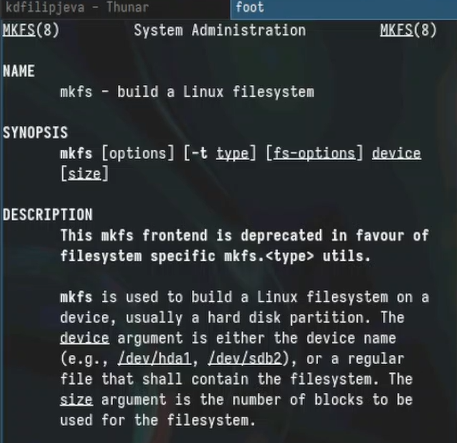 kdfilipjeva - Thunar
foot
MKFS(8) System Administration MKFS(8)
NAME
mkfs - build a Linux filesystem
SYNOPSIS
mkfs [options] [-t type] [fs-options] device
[size]
DESCRIPTION
This mkfs frontend is deprecated in favour of
filesystem specific mkfs.<type> utils.
mkfs is used to build a Linux filesystem on a
device, usually a hard disk partition. The
device argument is either the device name
(e.g., /dev/hda1, /dev/sdb2), or a regular
file that shall contain the filesystem. The
size argument is the number of blocks to be
used for the filesystem.